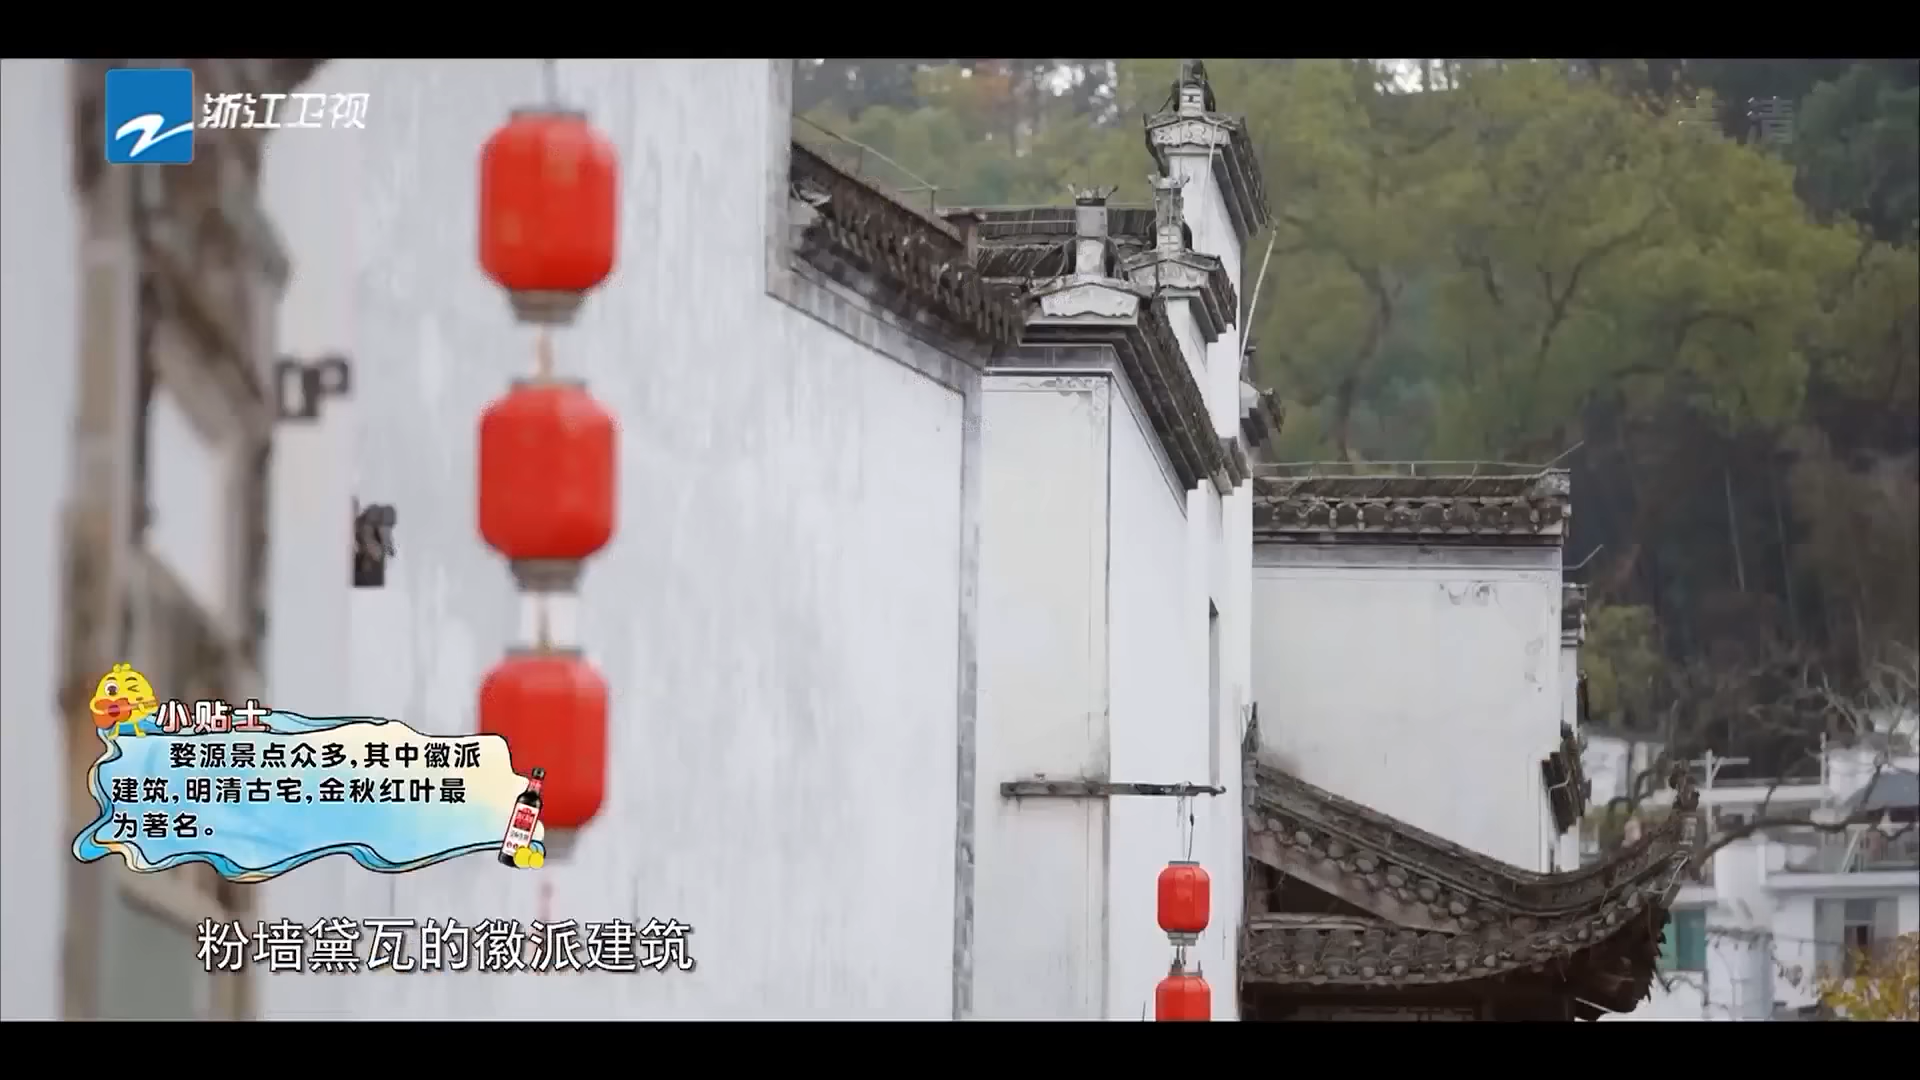 浙江卫视
高清
小贴士
婺源景点众多,其中徽派
建筑,明清古宅,金秋红叶最
为著名。
粉墙黛瓦的徽派建筑